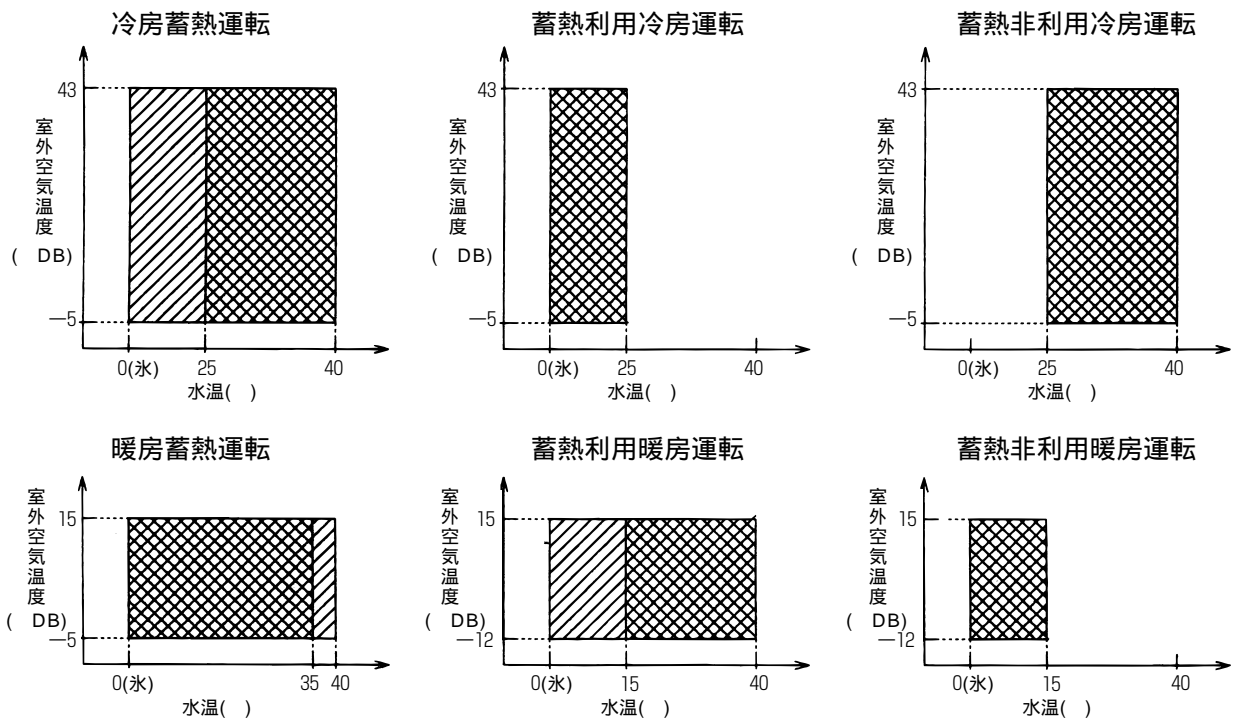 冷房蓄熱運転
43
室外空気温度
( DB)
—5
0(氷) 25 40
水温( )
蓄熱利用冷房運転
43
室外空気温度
( DB)
—5
0(氷) 25 40
水温( )
蓄熱非利用冷房運転
43
室外空気温度
( DB)
—5
0(氷) 25 40
水温( )
暖房蓄熱運転
15
室外空気温度
( DB)
—5
0(氷) 35 40
水温( )
蓄熱利用暖房運転
15
室外空気温度
( DB)
—12
0(氷) 15 40
水温( )
蓄熱非利用暖房運転
15
室外空気温度
( DB)
—12
0(氷) 15 40
水温( )